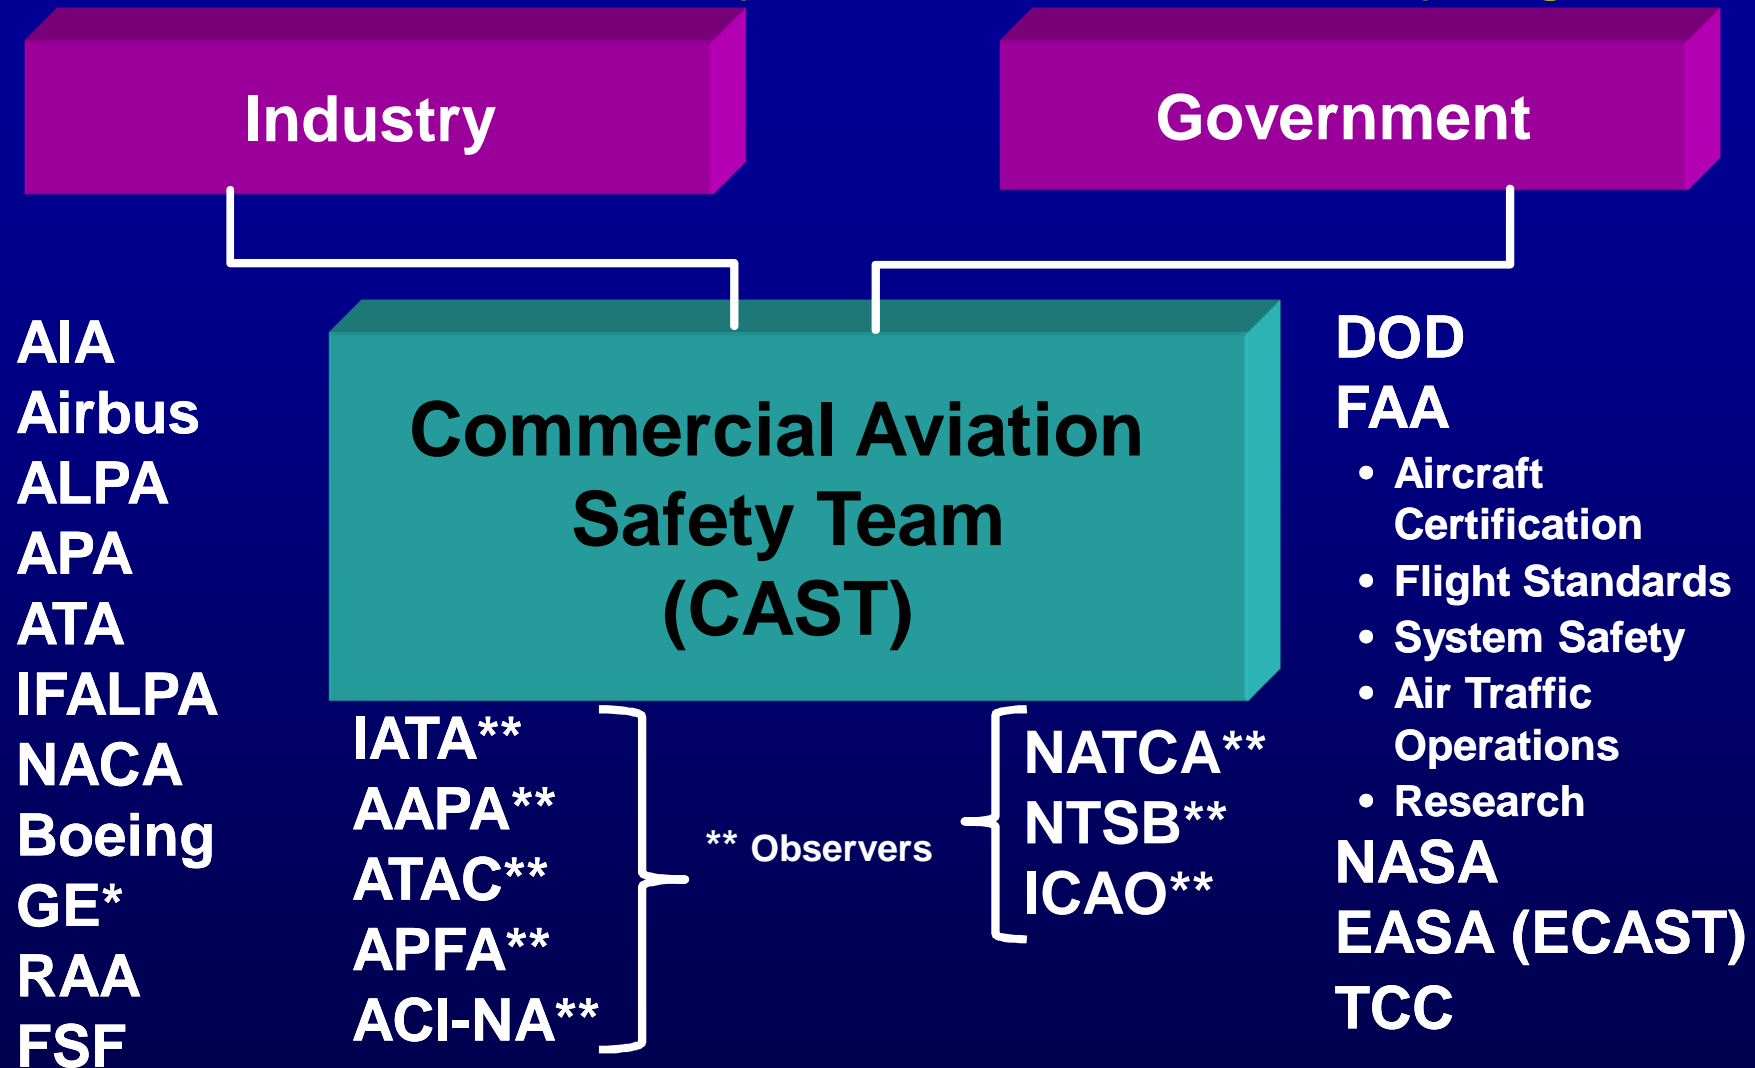 Industry
Government
Commercial Aviation
Safety Team
(CAST)
AIA
Airbus
ALPA
APA
ATA
IFALPA
NACA
Boeing
GE*
RAA
FSF
IATA**
AAPA**
ATAC**
APFA**
ACI-NA**
** Observers
NATCA**
NTSB**
ICAO**
DOD
FAA
• Aircraft
Certification
• Flight Standards
• System Safety
• Air Traffic
Operations
• Research
NASA
EASA (ECAST)
TCC